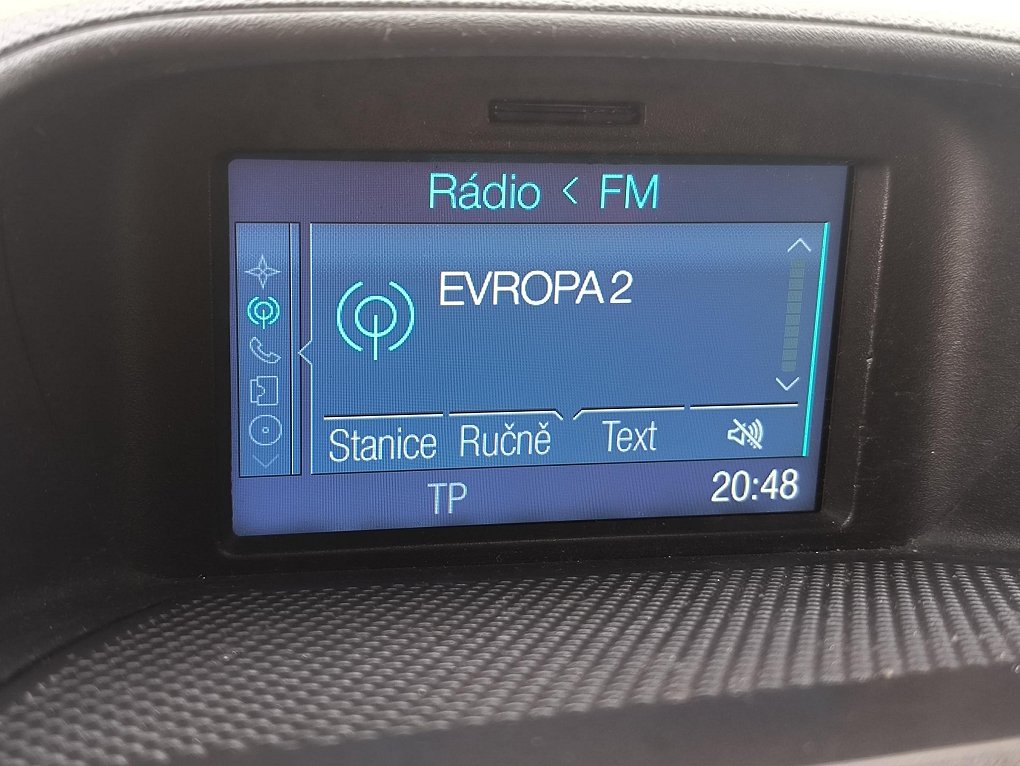 Rádio < FM
EVROPA 2
Stanice Ručně Text
TP 20:48